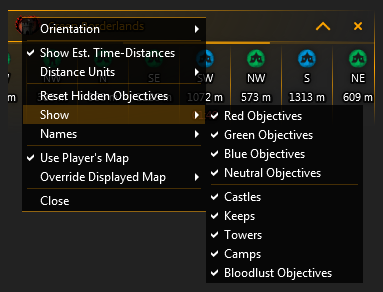 Borderlands
Orientation
Show Est. Time-Distances
Distance Units
Reset Hidden Objectives
Show
Names
Use Player's Map
Override Displayed Map
Close
SE
SW
NW
S
NE
1072 m
573 m
1313 m
609 m
Red Objectives
Green Objectives
Blue Objectives
Neutral Objectives
Castles
Keeps
Towers
Camps
Bloodlust Objectives